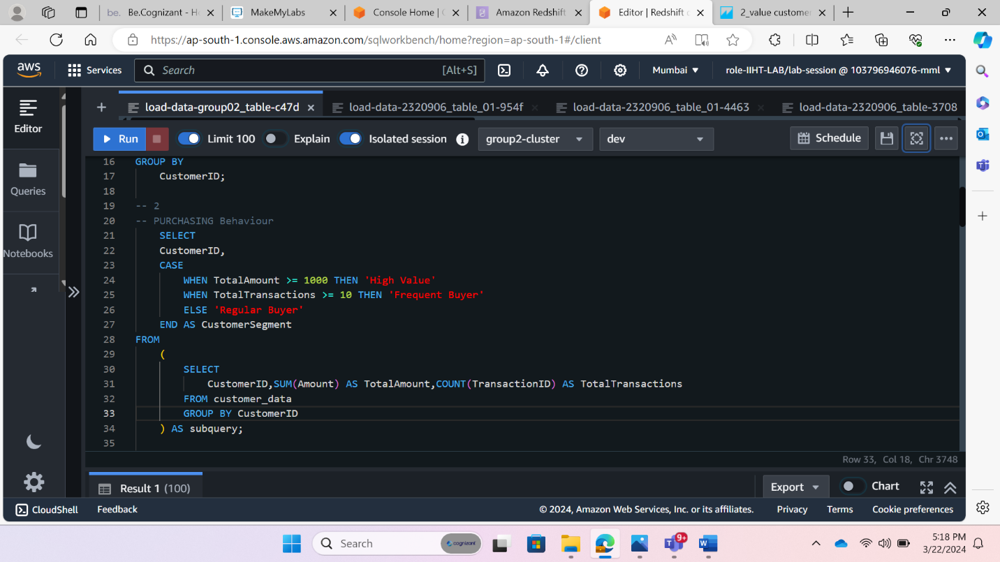 be. Be.Cognizant - H
MakeMyLabs
Console Home |
Amazon Redshift
Editor | Redshift
2_value customer
https://ap-south-1.console.aws.amazon.com/sqlworkbench/home?region=ap-south-1#/client
aws
Services
Search
[Alt+S]
Mumbai
role-IIHT-LAB/lab-session @ 103796946076-mml
Editor
Queries
Notebooks
load-data-group02_table-c47d
load-data-2320906_table_01-954f
load-data-2320906_table_01-4463
load-data-2320906_table-3708
Run
Limit 100
Explain
Isolated session
group2-cluster
dev
Schedule
16 GROUP BY
17 CustomerID;
18
19 -- 2
20 -- PURCHASING Behaviour
21 SELECT
22 CustomerID,
23 CASE
24 WHEN TotalAmount >= 1000 THEN 'High Value'
25 WHEN TotalTransactions >= 10 THEN 'Frequent Buyer'
26 ELSE 'Regular Buyer'
27 END AS CustomerSegment
28 FROM
29 (
30 SELECT
31 CustomerID,SUM(Amount) AS TotalAmount,COUNT(TransactionID) AS TotalTransactions
32 FROM customer_data
33 GROUP BY CustomerID
34 ) AS subquery;
35
Row 33, Col 18, Chr 3748
Result 1 (100)
Export
Chart
CloudShell
Feedback
© 2024, Amazon Web Services, Inc. or its affiliates.
Privacy
Terms
Cookie preferences
Search
cognizant
9+
5:18 PM
3/22/2024